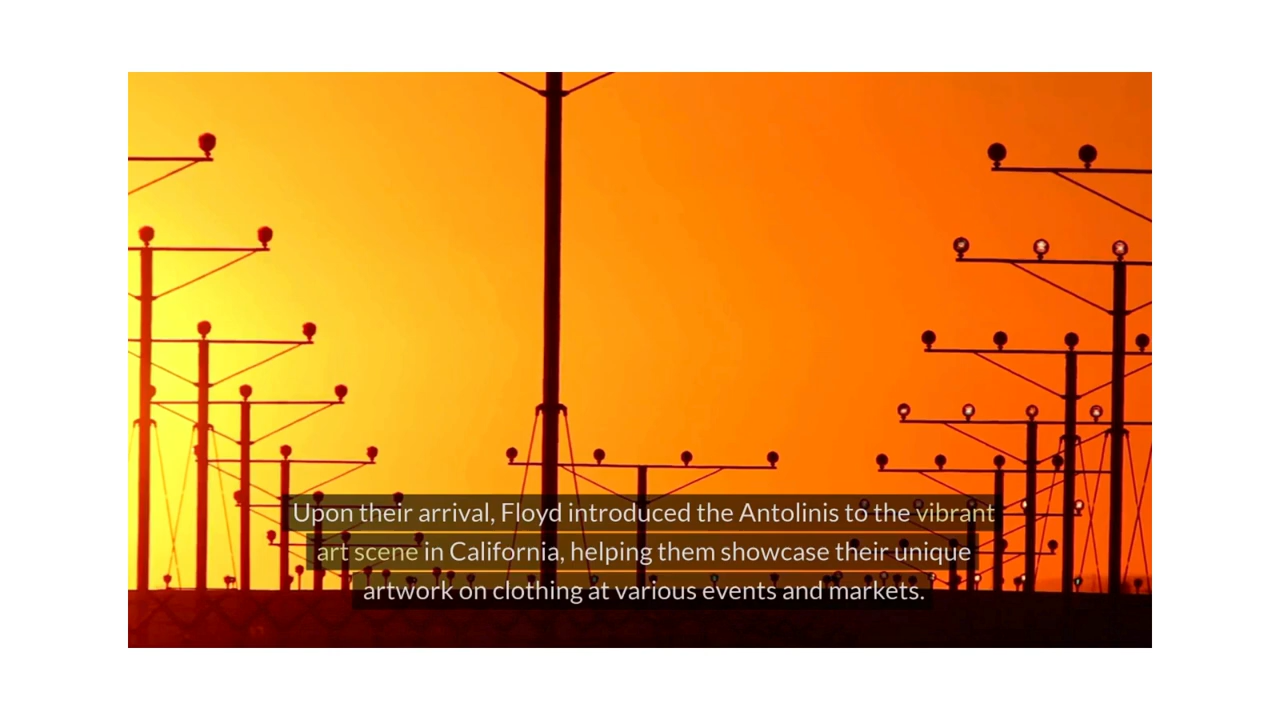 Upon their arrival, Floyd introduced the Antolinis to the vibrant
art scene in California, helping them showcase their unique
artwork on clothing at various events and markets.